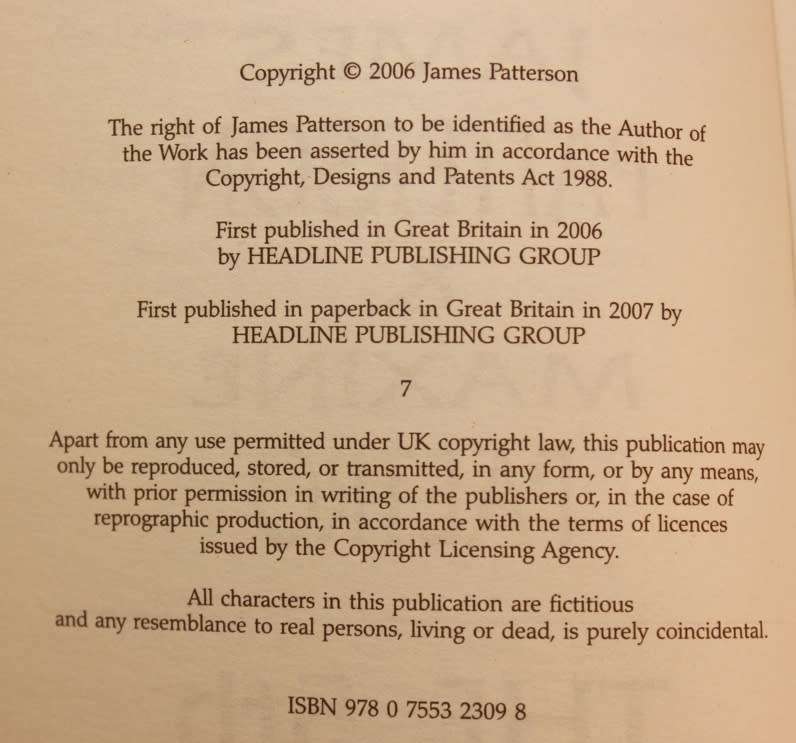 Copyright © 2006 James Patterson
The right of James Patterson to be identified as the Author of
the Work has been asserted by him in accordance with the
Copyright, Designs and Patents Act 1988.
First published in Great Britain in 2006
by HEADLINE PUBLISHING GROUP
First published in paperback in Great Britain in 2007 by
HEADLINE PUBLISHING GROUP
7
Apart from any use permitted under UK copyright law, this publication may
only be reproduced, stored, or transmitted, in any form, or by any means,
with prior permission in writing of the publishers or, in the case of
reprographic production, in accordance with the terms of licences
issued by the Copyright Licensing Agency.
All characters in this publication are fictitious
and any resemblance to real persons, living or dead, is purely coincidental.
ISBN 978 0 7553 2309 8